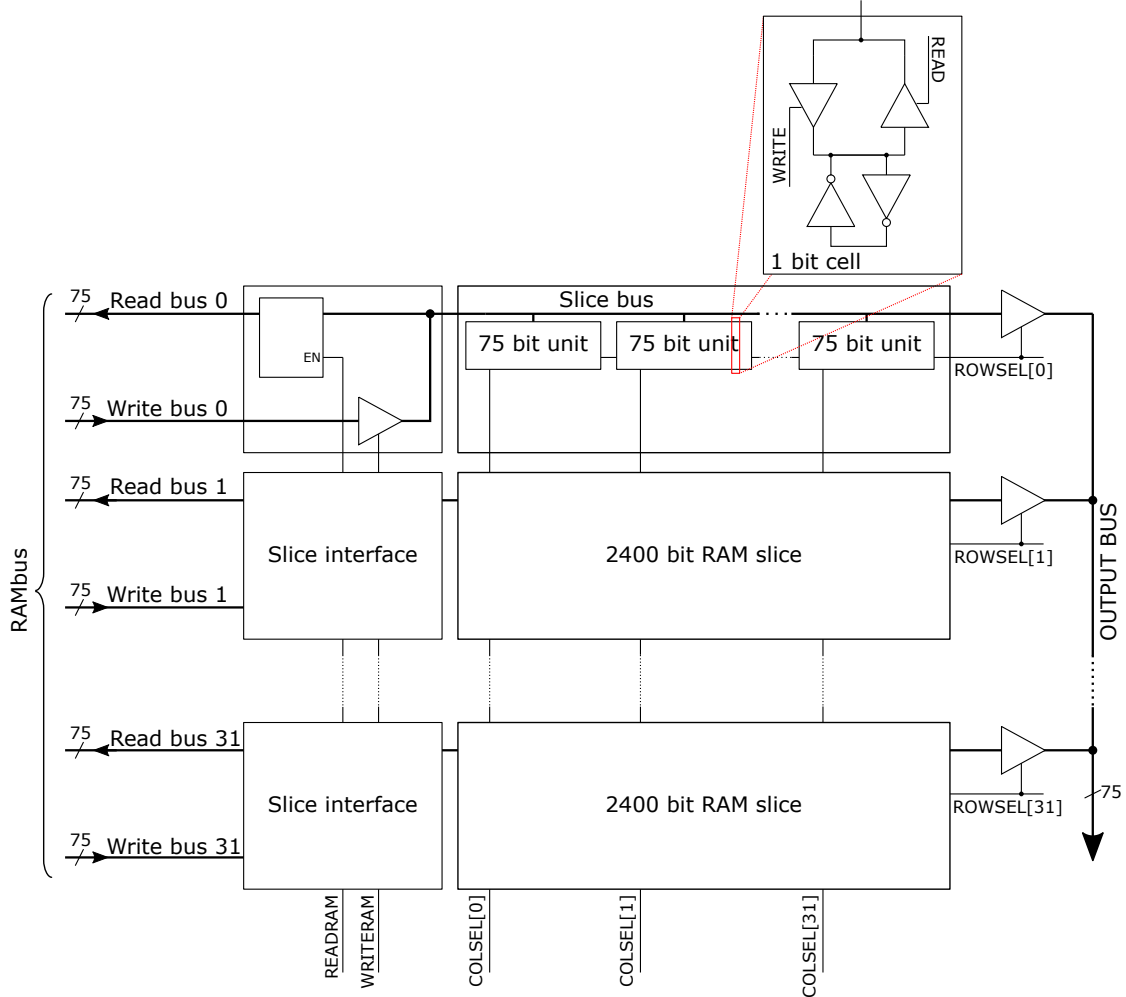 READ
WRITE
1 bit cell
75
Read bus 0
Slice bus
75 bit unit
75 bit unit
75 bit unit
EN
ROWSEL[0]
75
Write bus 0
75
Read bus 1
Slice interface
2400 bit RAM slice
ROWSEL[1]
75
Write bus 1
RAMbus
OUTPUT BUS
75
Read bus 31
Slice interface
2400 bit RAM slice
ROWSEL[31]
75
75
Write bus 31
READRAM
WRITERAM
COLSEL[0]
COLSEL[1]
COLSEL[31]